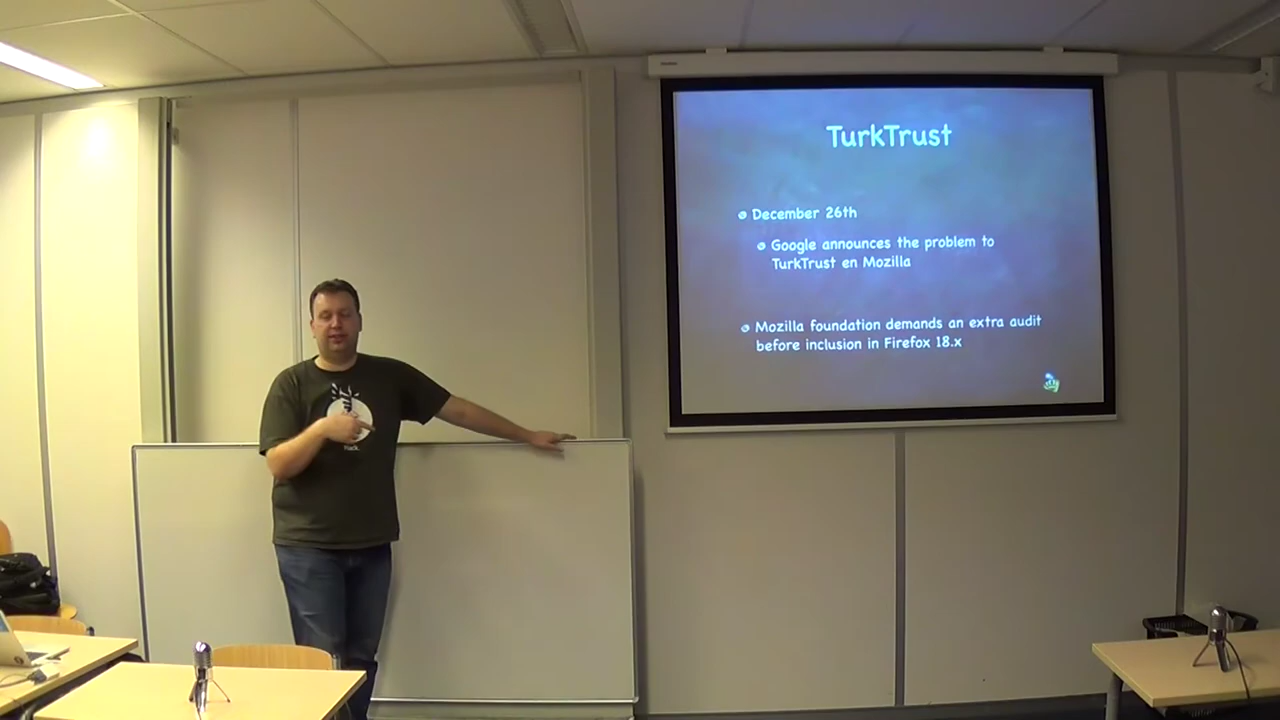 TurkTrust
December 26th
Google announces the problem to
TurkTrust en Mozilla
Mozilla foundation demands an extra audit
before inclusion in Firefox 18.x
Hack.